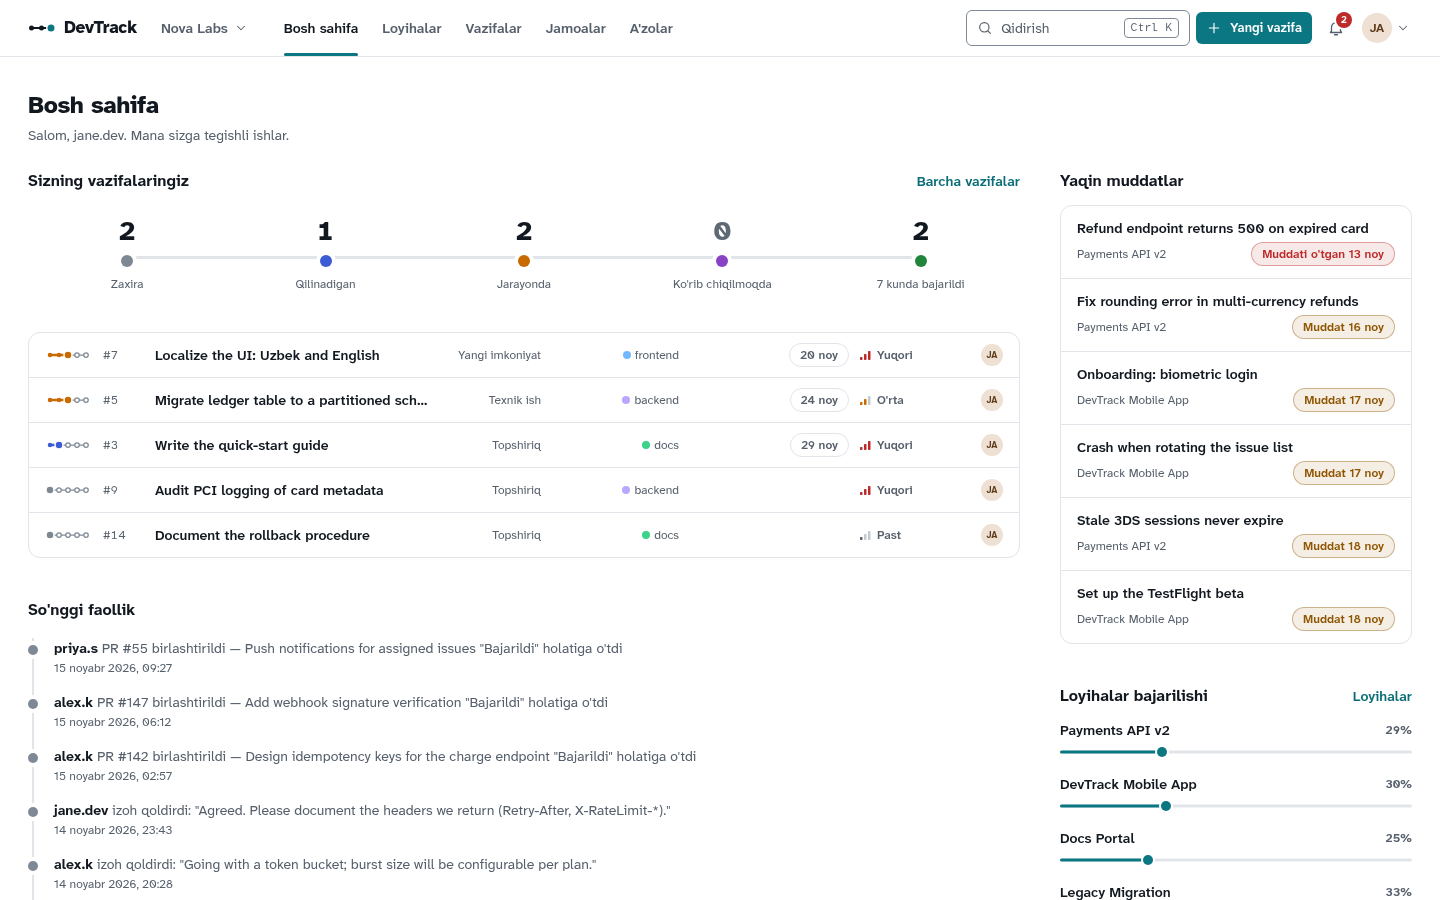 DevTrack
Nova Labs
Bosh sahifa
Loyihalar
Vazifalar
Jamoalar
A'zolar
Qidirish
Ctrl K
Yangi vazifa
2
JA
Bosh sahifa
Salom, jane.dev. Mana sizga tegishli ishlar.
Sizning vazifalaringiz
Barcha vazifalar
2
Zaxira
1
Qilinadigan
2
Jarayonda
0
Ko'rib chiqilmoqda
2
7 kunda bajarildi
#7 Localize the UI: Uzbek and English Yangi imkoniyat frontend 20 noy Yuqori JA
#5 Migrate ledger table to a partitioned sch... Texnik ish backend 24 noy O'rta JA
#3 Write the quick-start guide Topshiriq docs 29 noy Yuqori JA
#9 Audit PCI logging of card metadata Topshiriq backend Yuqori JA
#14 Document the rollback procedure Topshiriq docs Past JA
So'nggi faollik
priya.s PR #55 birlashtirildi — Push notifications for assigned issues "Bajarildi" holatiga o'tdi
15 noyabr 2026, 09:27
alex.k PR #147 birlashtirildi — Add webhook signature verification "Bajarildi" holatiga o'tdi
15 noyabr 2026, 06:12
alex.k PR #142 birlashtirildi — Design idempotency keys for the charge endpoint "Bajarildi" holatiga o'tdi
15 noyabr 2026, 02:57
jane.dev izoh qoldirdi: "Agreed. Please document the headers we return (Retry-After, X-RateLimit-*)."
14 noyabr 2026, 23:43
alex.k izoh qoldirdi: "Going with a token bucket; burst size will be configurable per plan."
14 noyabr 2026, 20:28
Yaqin muddatlar
Refund endpoint returns 500 on expired card
Payments API v2 Muddati o'tgan 13 noy
Fix rounding error in multi-currency refunds
Payments API v2 Muddat 16 noy
Onboarding: biometric login
DevTrack Mobile App Muddat 17 noy
Crash when rotating the issue list
DevTrack Mobile App Muddat 17 noy
Stale 3DS sessions never expire
Payments API v2 Muddat 18 noy
Set up the TestFlight beta
DevTrack Mobile App Muddat 18 noy
Loyihalar bajarilishi
Loyihalar
Payments API v2 29%
DevTrack Mobile App 30%
Docs Portal 25%
Legacy Migration 33%